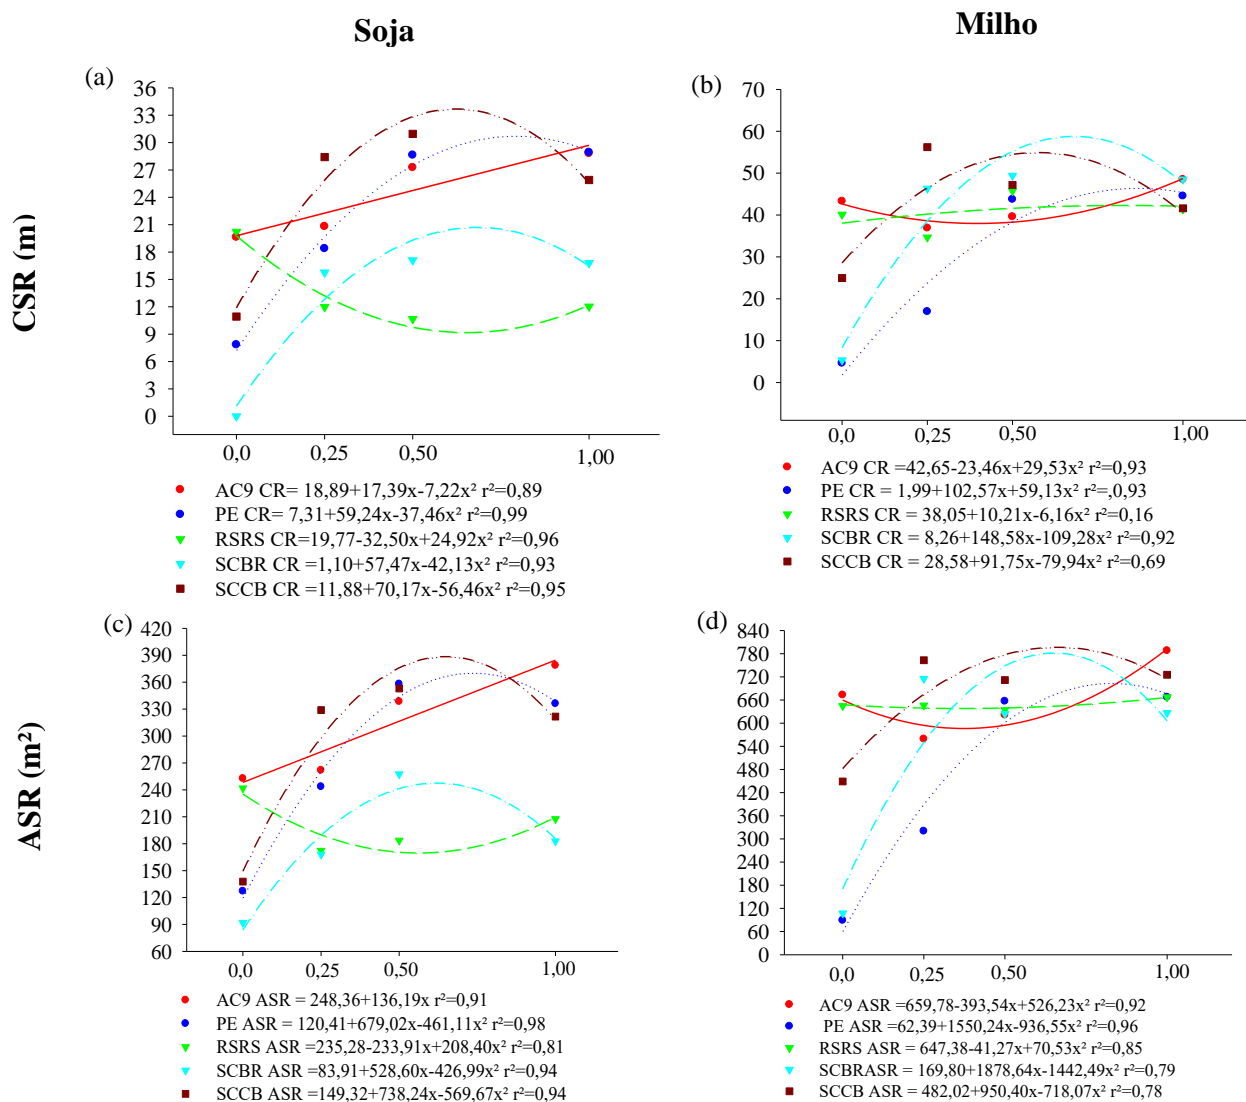 Soja
Milho
(a)
36
33
30
27
24
21
18
15
12
9
6
3
0
0,0
0,25
0,50
1,00
CSR (m)
AC9 CR= 18,89+17,39x-7,22x² r²=0,89
PE CR= 7,31+59,24x-37,46x² r²=0,99
RSRS CR=19,77-32,50x+24,92x² r²=0,96
SCBR CR =1,10+57,47x-42,13x² r²=0,93
SCCB CR =11,88+70,17x-56,46x² r²=0,95
(b)
70
60
50
40
30
20
10
0
0,0
0,25
0,50
1,00
AC9 CR =42,65-23,46x+29,53x² r²=0,93
PE CR = 1,99+102,57x+59,13x² r²=,093
RSRS CR = 38,05+10,21x-6,16x² r²=0,16
SCBR CR = 8,26+148,58x-109,28x² r²=0,92
SCCB CR = 28,58+91,75x-79,94x² r²=0,69
(c)
420
390
360
330
300
270
240
210
180
150
120
90
60
0,0
0,25
0,50
1,00
ASR (m²)
AC9 ASR = 248,36+136,19x r²=0,91
PE ASR = 120,41+679,02x-461,11x² r²=0,98
RSRS ASR =235,28-233,91x+208,40x² r²=0,81
SCBR ASR =83,91+528,60x-426,99x² r²=0,94
SCCB ASR =149,32+738,24x-569,67x² r²=0,94
(d)
840
780
720
660
600
540
480
420
360
300
240
180
120
60
0
0,0
0,25
0,50
1,00
AC9 ASR =659,78-393,54x+526,23x² r²=0,92
PE ASR =62,39+1550,24x-936,55x² r²=0,96
RSRS ASR = 647,38-41,27x+70,53x² r²=0,85
SCBRASR = 169,80+1878,64x-1442,49x² r²=0,79
SCCB ASR = 482,02+950,40x-718,07x² r²=0,78